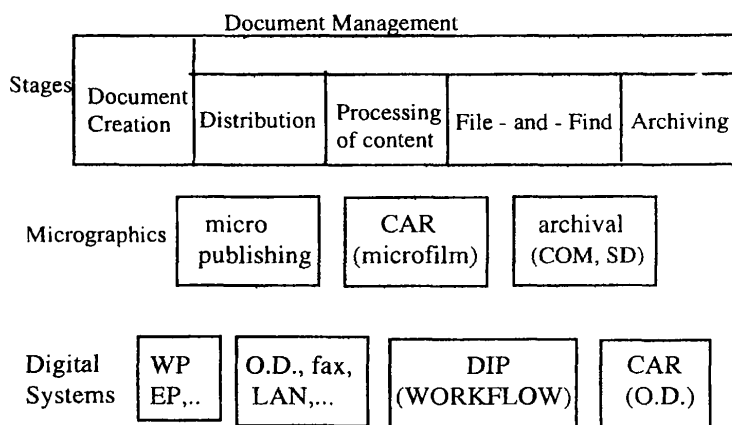 Document Management
Stages
Document
Creation
Distribution
Processing
of content
File - and - Find
Archiving
Micrographics
micro
publishing
CAR
(microfilm)
archival
(COM, SD)
Digital
Systems
WP
EP,..
O.D., fax,
LAN,...
DIP
(WORKFLOW)
CAR
(O.D.)